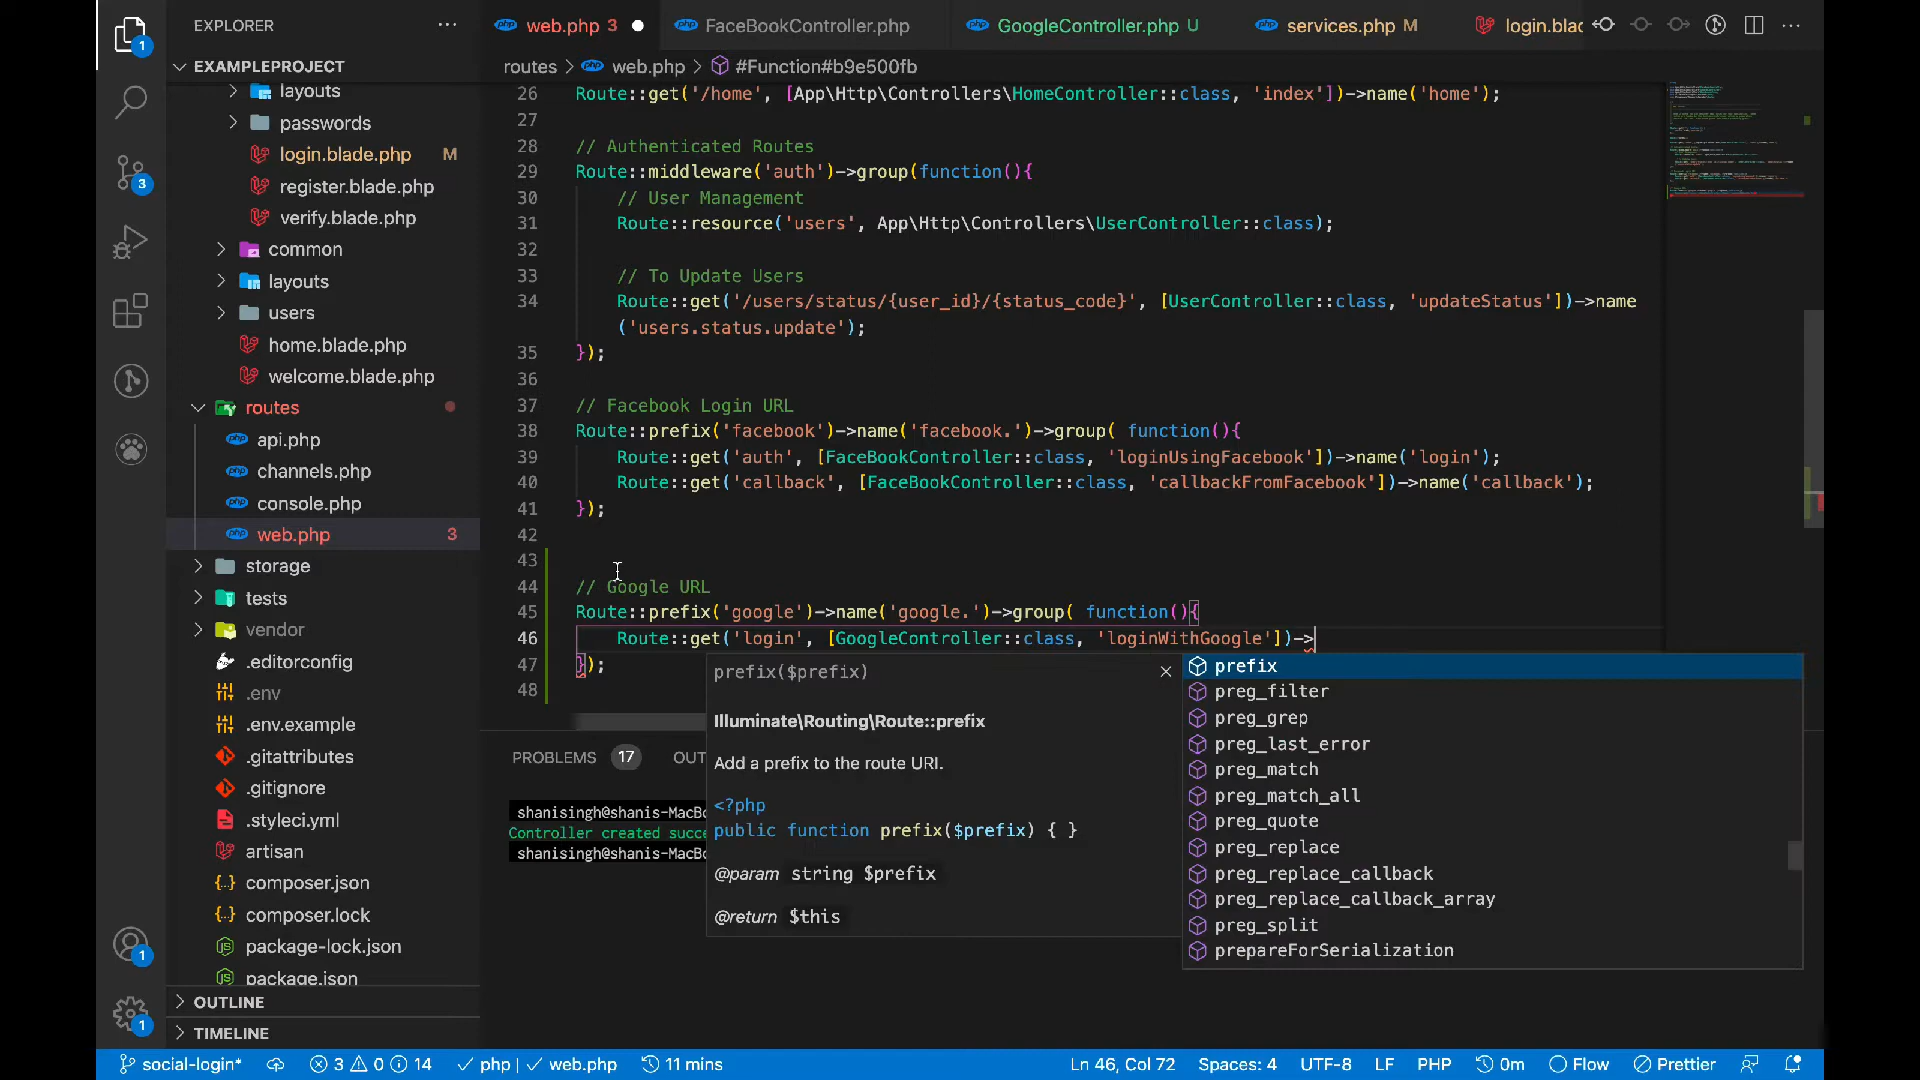 EXPLORER
web.php 3
FaceBookController.php
GoogleController.php U
services.php M
login.blad
EXAMPLEPROJECT
routes > web.php > #Function#b9e500fb
layouts
passwords
login.blade.php M
register.blade.php
verify.blade.php
common
layouts
users
home.blade.php
welcome.blade.php
routes
api.php
channels.php
console.php
web.php 3
storage
tests
vendor
.editorconfig
.env
.env.example
.gitattributes
.gitignore
.styleci.yml
artisan
composer.json
composer.lock
package-lock.json
package.json
OUTLINE
TIMELINE
26 Route::get('/home', [App\Http\Controllers\HomeController::class, 'index'])->name('home');
27
28 // Authenticated Routes
29 Route::middleware('auth')->group(function(){
30 // User Management
31 Route::resource('users', App\Http\Controllers\UserController::class);
32
33 // To Update Users
34 Route::get('/users/status/{user_id}/{status_code}', [UserController::class, 'updateStatus'])->name
('users.status.update');
35 });
36
37 // Facebook Login URL
38 Route::prefix('facebook')->name('facebook.')->group( function(){
39 Route::get('auth', [FaceBookController::class, 'loginUsingFacebook'])->name('login');
40 Route::get('callback', [FaceBookController::class, 'callbackFromFacebook'])->name('callback');
41 });
42
43
44 // Google URL
45 Route::prefix('google')->name('google.')->group( function(){
46 Route::get('login', [GoogleController::class, 'loginWithGoogle'])->
47 });
48
prefix($prefix)
Illuminate\Routing\Route::prefix
Add a prefix to the route URI.
<?php
public function prefix($prefix) { }
@param string $prefix
@return $this
prefix
preg_filter
preg_grep
preg_last_error
preg_match
preg_match_all
preg_quote
preg_replace
preg_replace_callback
preg_replace_callback_array
preg_split
prepareForSerialization
PROBLEMS 17 OUT
shanisingh@shanis-MacBo
Controller created succe
shanisingh@shanis-MacBo
1
3
1
1
social-login* 3 0 14 php | web.php 11 mins Ln 46, Col 72 Spaces: 4 UTF-8 LF PHP 0m Flow Prettier